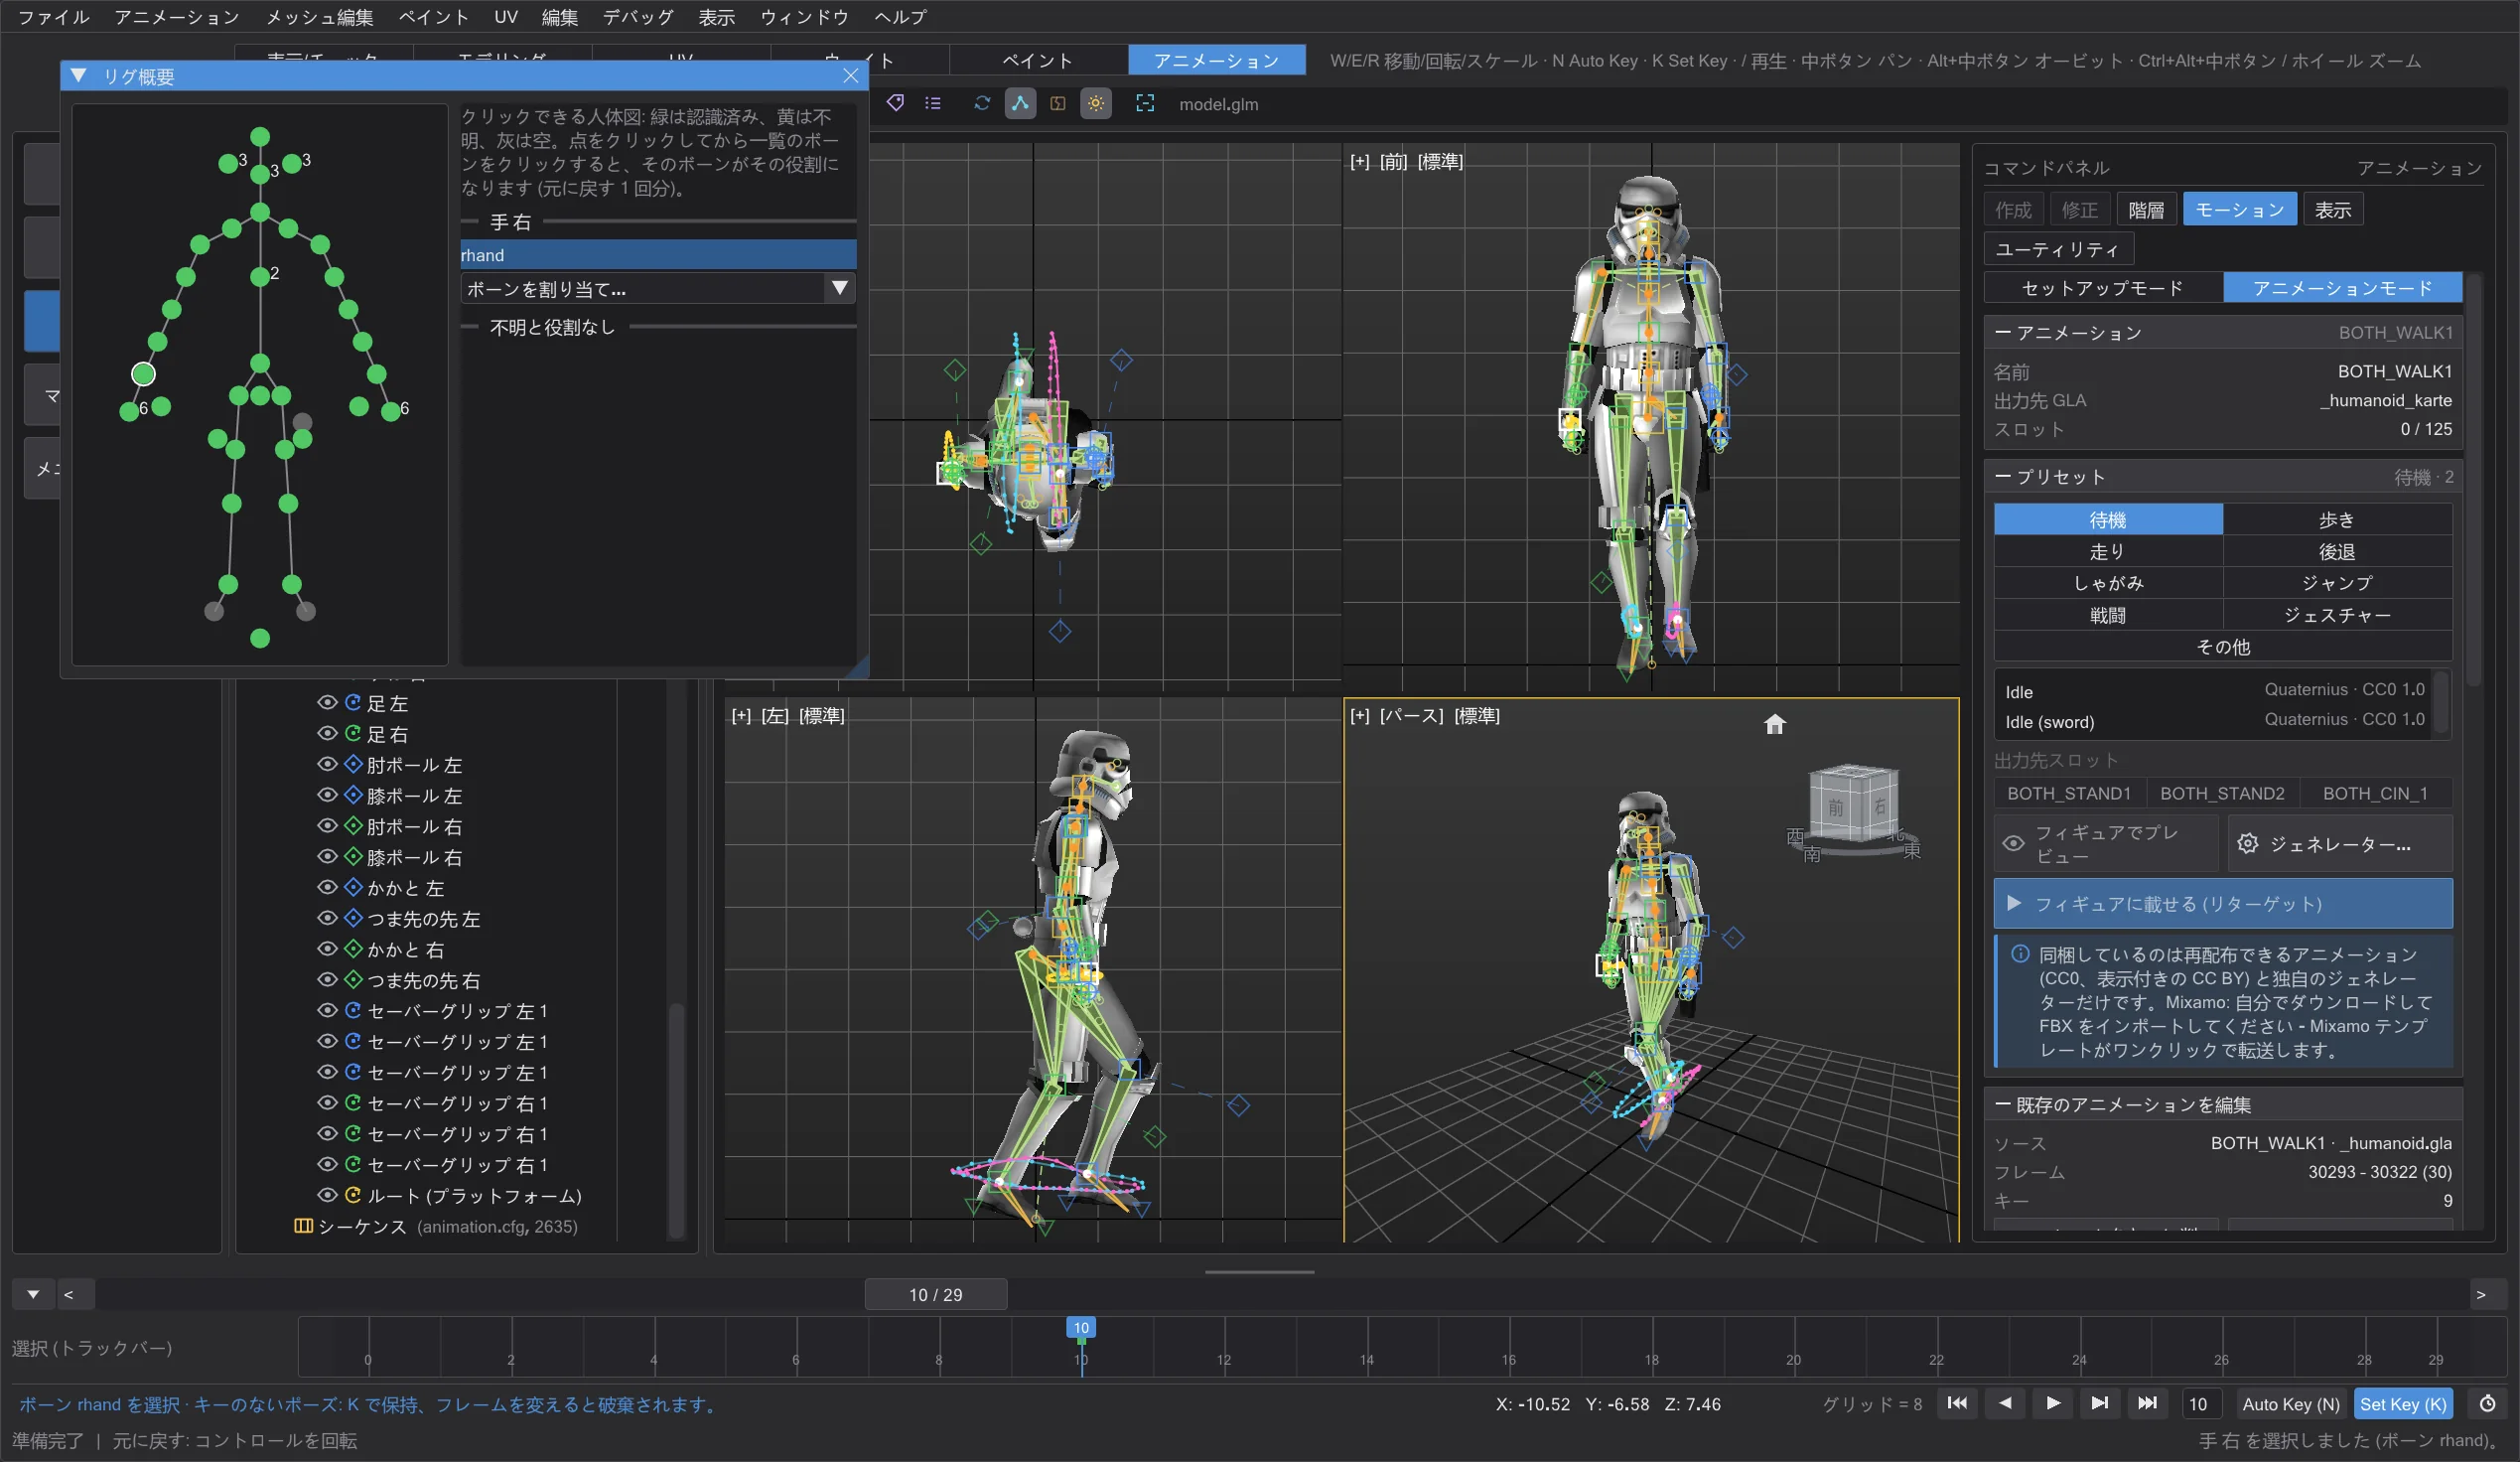 ファイル アニメーション メッシュ編集 ペイント UV 編集 デバッグ 表示 ウィンドウ ヘルプ
ペイント アニメーション W/E/R 移動/回転/スケール · N Auto Key · K Set Key · / 再生 · 中ボタン パン · Alt+中ボタン オービット · Ctrl+Alt+中ボタン / ホイール ズーム
リグ概要
model.glm
クリックできる人体図: 緑は認識済み、黄は不
明、灰は空。点をクリックしてから一覧のボー
ンをクリックすると、そのボーンがその役割に
なります (元に戻す 1 回分)。
手 右
rhand
ボーンを割り当て...
不明と役割なし
3
3
3
2
6
6
[+] [前] [標準]
[+] [左] [標準]
[+] [パース] [標準]
前 右
西 南 東
足 左
足 右
肘ポール 左
膝ポール 左
肘ポール 右
膝ポール 右
かかと 左
つま先の先 左
かかと 右
つま先の先 右
セーバーグリップ 左 1
セーバーグリップ 左 1
セーバーグリップ 左 1
セーバーグリップ 右 1
セーバーグリップ 右 1
セーバーグリップ 右 1
ルート (プラットフォーム)
シーケンス (animation.cfg, 2635)
コマンドパネル アニメーション
作成 修正 階層 モーション 表示
ユーティリティ
セットアップモード アニメーションモード
アニメーション BOTH_WALK1
名前 BOTH_WALK1
出力先 GLA _humanoid_karte
スロット 0 / 125
プリセット 待機 · 2
待機 歩き
走り 後退
しゃがみ ジャンプ
戦闘 ジェスチャー
その他
Idle Quaternius · CC0 1.0
Idle (sword) Quaternius · CC0 1.0
出力先スロット
BOTH_STAND1 BOTH_STAND2 BOTH_CIN_1
フィギュアでプレ
ビュー
ジェネレーター...
フィギュアに載せる (リターゲット)
同梱しているのは再配布できるアニメーション
(CC0、表示付きの CC BY) と独自のジェネレー
ターだけです。Mixamo: 自分でダウンロードして
FBX をインポートしてください - Mixamo テンプ
レートがワンクリックで転送します。
既存のアニメーションを編集
ソース BOTH_WALK1 · _humanoid.gla
フレーム 30293 - 30322 (30)
キー 9
< 10 / 29 >
選択 (トラックバー)
10
0 2 4 6 8 10 12 14 16 18 20 22 24 26 28 29
ボーン rhand を選択 · キーのないポーズ: K で保持、フレームを変えると破棄されます。
X: -10.52 Y: -6.58 Z: 7.46 グリッド = 8 10 Auto Key (N) Set Key (K)
準備完了 | 元に戻す: コントロールを回転
手 右 を選択しました (ボーン rhand)。